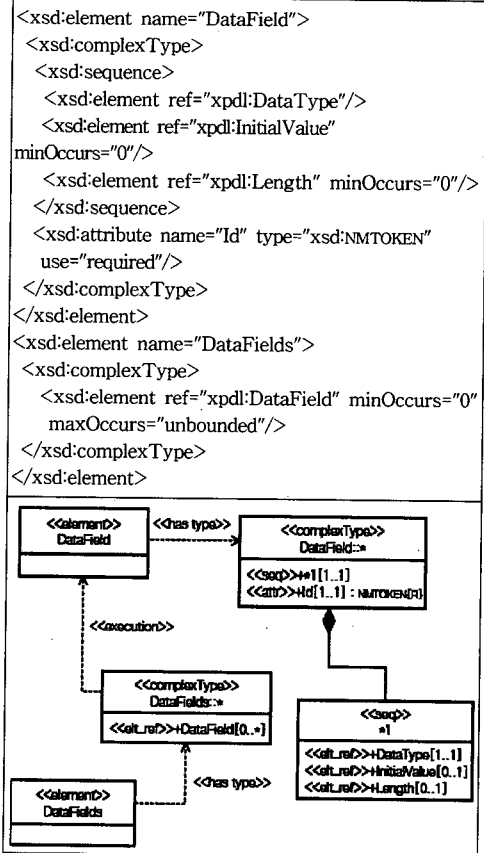 <xsd:element name="DataField">
<xsd:complexType>
<xsd:sequence>
<xsd:element ref="xpdl:DataType"/>
<xsd:element ref="xpdl:InitialValue"
minOccurs="0"/>
<xsd:element ref="xpdl:Length" minOccurs="0"/>
</xsd:sequence>
<xsd:attribute name="Id" type="xsd:NMTOKEN"
use="required"/>
</xsd:complexType>
</xsd:element>
<xsd:element name="DataFields">
<xsd:complexType>
<xsd:element ref="xpdl:DataField" minOccurs="0"
maxOccurs="unbounded"/>
</xsd:complexType>
</xsd:element>
<<element>>
DataField
<<has type>>
<<complexType>>
DataField::*
<<seq>>+*1[1..1]
<<attr>>+Id[1..1] : NMTOKEN{R}
<<execution>>
<<complexType>>
DataFields::*
<<elt_ref>>+DataField[0..*]
<<seq>>
*1
<<elt_ref>>+DataType[1..1]
<<elt_ref>>+InitialValue[0..1]
<<elt_ref>>+Length[0..1]
<<has type>>
<<element>>
DataFields